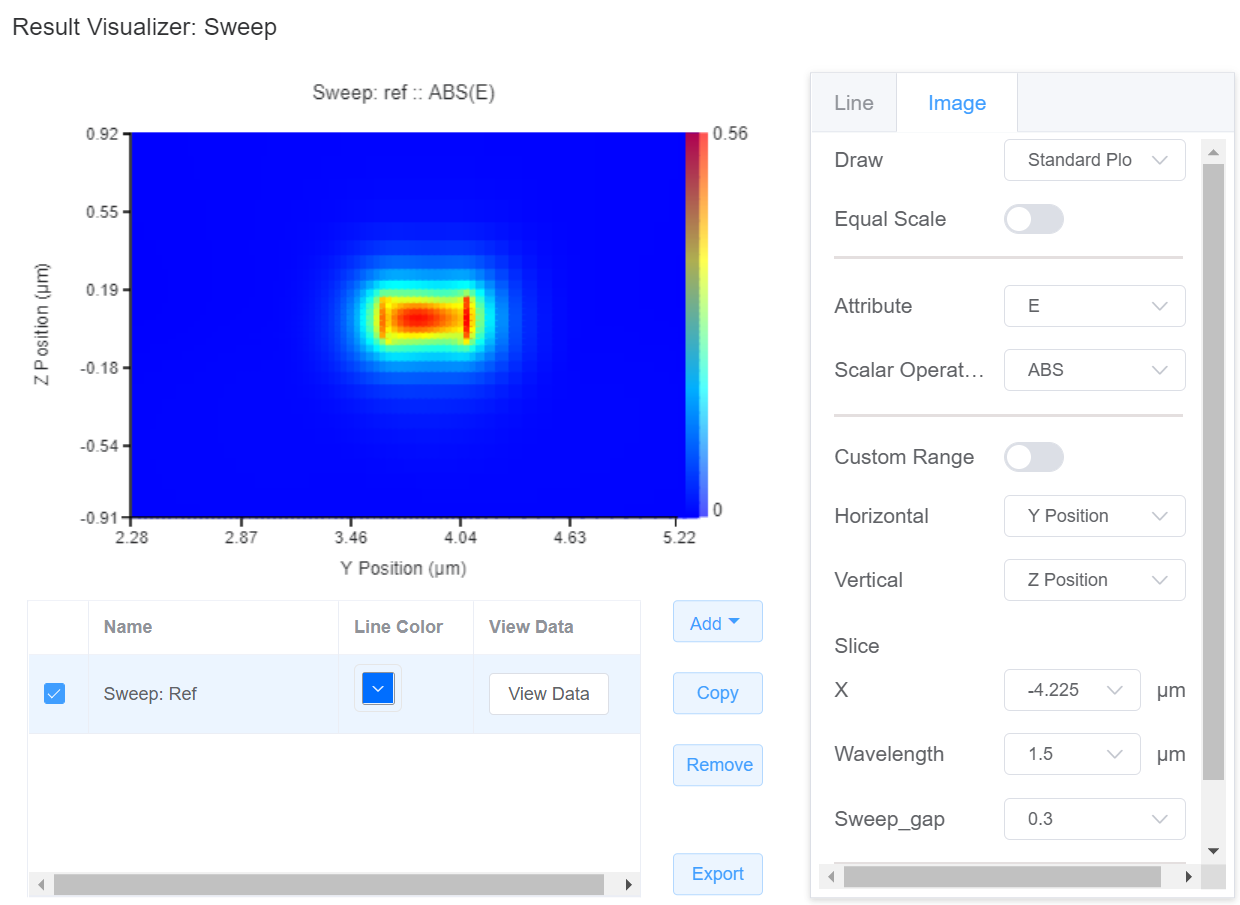 Result Visualizer: Sweep
Sweep: ref :: ABS(E)
0.92
0.55
0.19
-0.18
-0.54
-0.91
Z Position (μm)
2.28 2.87 3.46 4.04 4.63 5.22
Y Position (μm)
0.56
0
Name Line Color View Data
Sweep: Ref View Data
Add
Copy
Remove
Export
Line Image
Draw Standard Plo
Equal Scale
Attribute E
Scalar Operat... ABS
Custom Range
Horizontal Y Position
Vertical Z Position
Slice
X -4.225 μm
Wavelength 1.5 μm
Sweep_gap 0.3